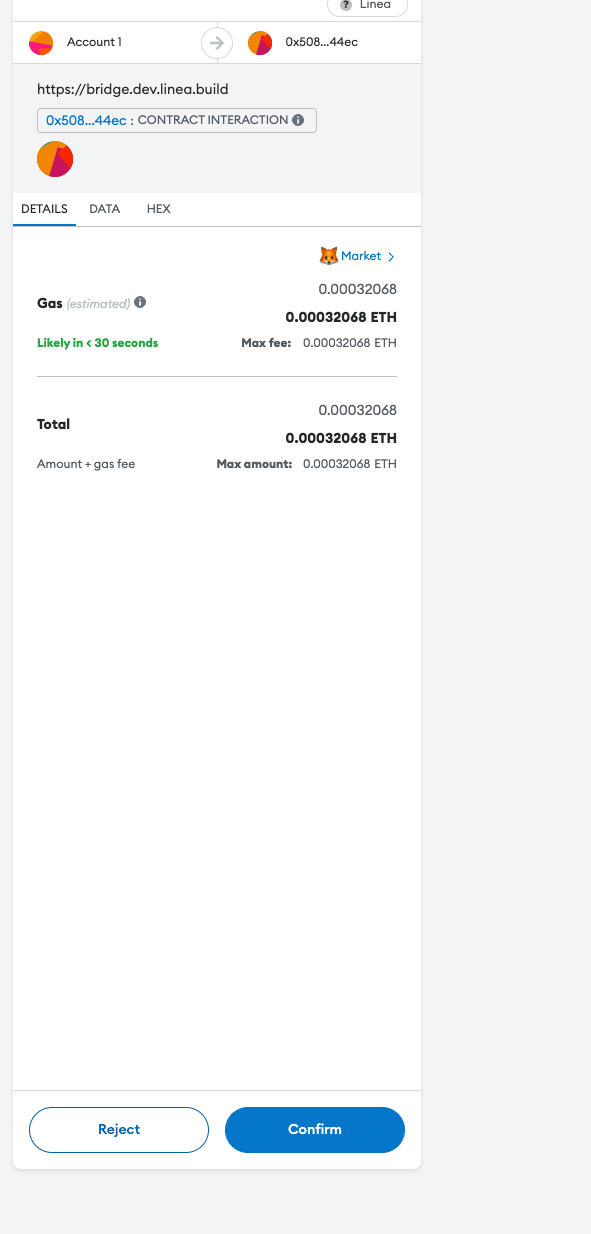 Linea
Account 1
0x508...44ec
https://bridge.dev.linea.build
0x508...44ec : CONTRACT INTERACTION
DETAILS DATA HEX
Market >
0.00032068
Gas (estimated)
0.00032068 ETH
Likely in < 30 seconds Max fee: 0.00032068 ETH
0.00032068
Total
0.00032068 ETH
Amount + gas fee Max amount: 0.00032068 ETH
Reject Confirm